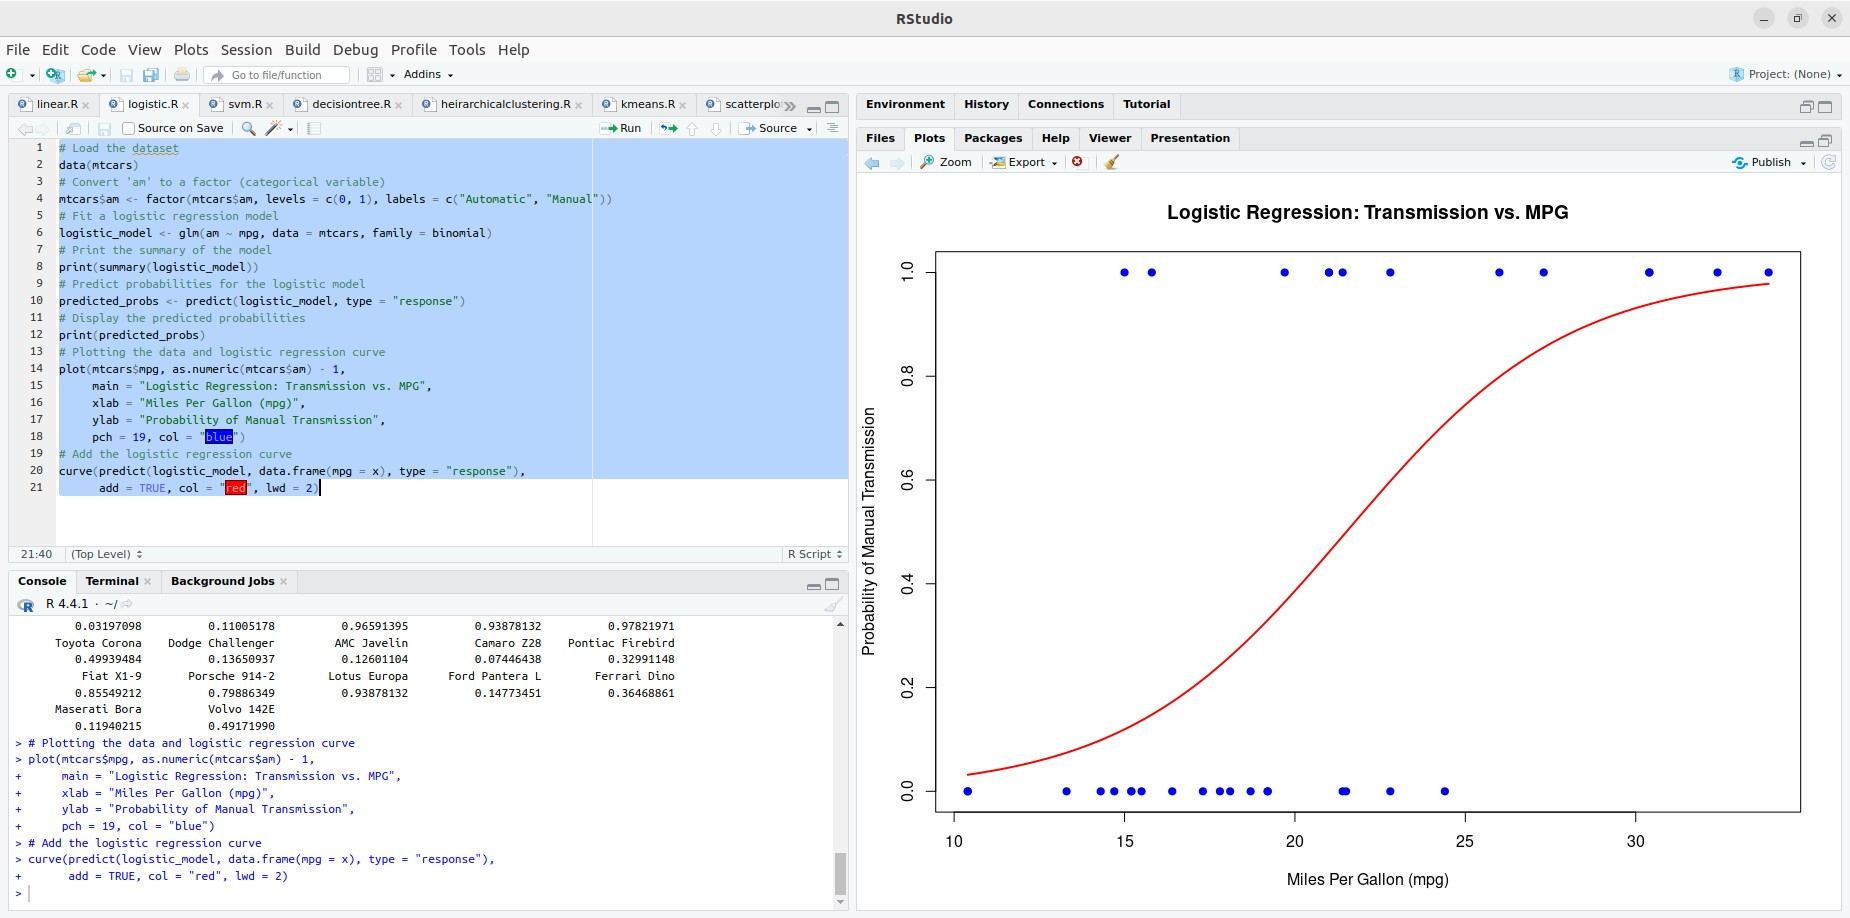 RStudio
File Edit Code View Plots Session Build Debug Profile Tools Help
Go to file/function Addins Project: (None)
linear.R logistic.R svm.R decisiontree.R heirarchicalclustering.R kmeans.R scatterplo
Source on Save Run Source
1 # Load the dataset
2 data(mtcars)
3 # Convert 'am' to a factor (categorical variable)
4 mtcars$am <- factor(mtcars$am, levels = c(0, 1), labels = c("Automatic", "Manual"))
5 # Fit a logistic regression model
6 logistic_model <- glm(am ~ mpg, data = mtcars, family = binomial)
7 # Print the summary of the model
8 print(summary(logistic_model))
9 # Predict probabilities for the logistic model
10 predicted_probs <- predict(logistic_model, type = "response")
11 # Display the predicted probabilities
12 print(predicted_probs)
13 # Plotting the data and logistic regression curve
14 plot(mtcars$mpg, as.numeric(mtcars$am) - 1,
15 main = "Logistic Regression: Transmission vs. MPG",
16 xlab = "Miles Per Gallon (mpg)",
17 ylab = "Probability of Manual Transmission",
18 pch = 19, col = "blue")
19 # Add the logistic regression curve
20 curve(predict(logistic_model, data.frame(mpg = x), type = "response"),
21 add = TRUE, col = "red", lwd = 2)
21:40 (Top Level) R Script
Console Terminal Background Jobs
R 4.4.1 · ~/
0.03197098 0.11005178 0.96591395 0.93878132 0.97821971
Toyota Corona Dodge Challenger AMC Javelin Camaro Z28 Pontiac Firebird
0.49939484 0.13650937 0.12601104 0.07446438 0.32991148
Fiat X1-9 Porsche 914-2 Lotus Europa Ford Pantera L Ferrari Dino
0.85549212 0.79886349 0.93878132 0.14773451 0.36468861
Maserati Bora Volvo 142E
0.11940215 0.49171990
> # Plotting the data and logistic regression curve
> plot(mtcars$mpg, as.numeric(mtcars$am) - 1,
+ main = "Logistic Regression: Transmission vs. MPG",
+ xlab = "Miles Per Gallon (mpg)",
+ ylab = "Probability of Manual Transmission",
+ pch = 19, col = "blue")
> # Add the logistic regression curve
> curve(predict(logistic_model, data.frame(mpg = x), type = "response"),
+ add = TRUE, col = "red", lwd = 2)
>
Environment History Connections Tutorial
Files Plots Packages Help Viewer Presentation
Zoom Export Publish
Logistic Regression: Transmission vs. MPG
Probability of Manual Transmission
1.0
0.8
0.6
0.4
0.2
0.0
10 15 20 25 30
Miles Per Gallon (mpg)